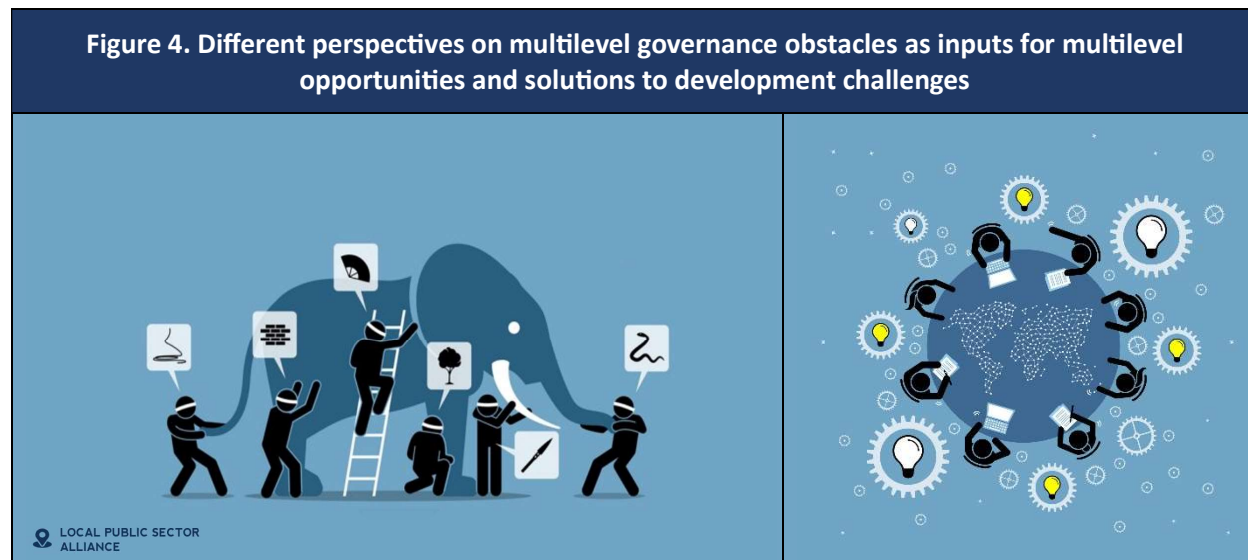 Figure 4. Different perspectives on multilevel governance obstacles as inputs for multilevel
opportunities and solutions to development challenges
LOCAL PUBLIC SECTOR
ALLIANCE